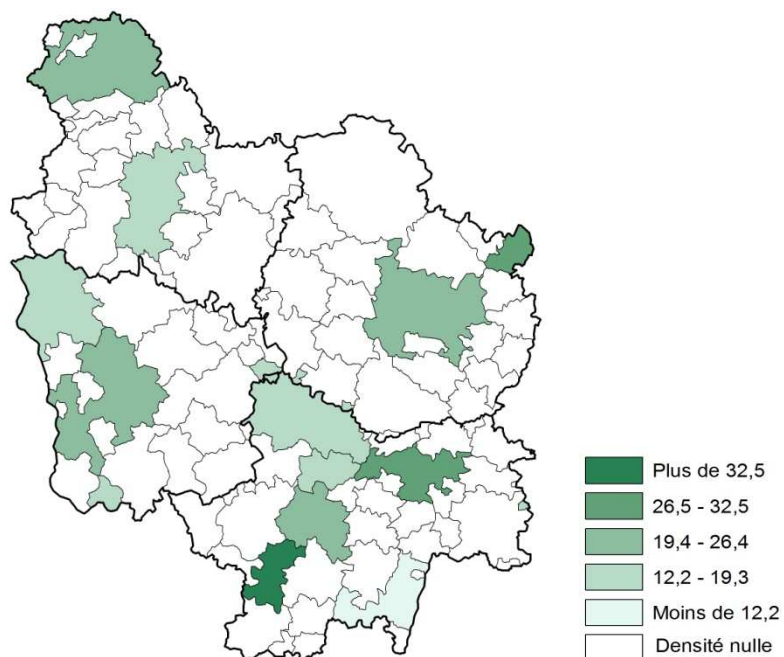 Plus de 32,5
26,5 - 32,5
19,4 - 26,4
12,2 - 19,3
Moins de 12,2
Densité nulle